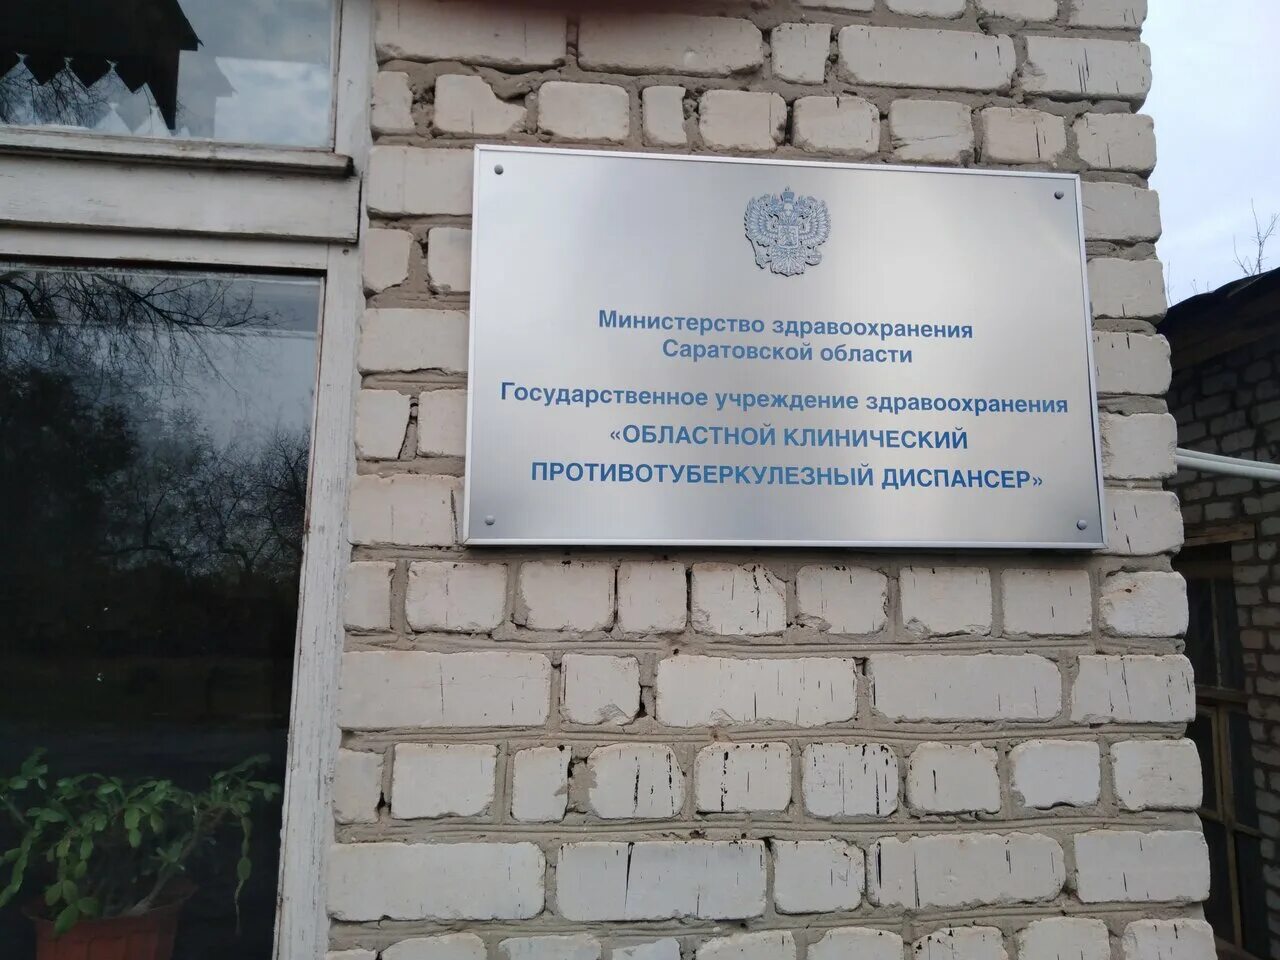 Министерство здравоохранения
Саратовской области
Государственное учреждение здравоохранения
«ОБЛАСТНОЙ КЛИНИЧЕСКИЙ
ПРОТИВОТУБЕРКУЛЕЗНЫЙ ДИСПАНСЕР»